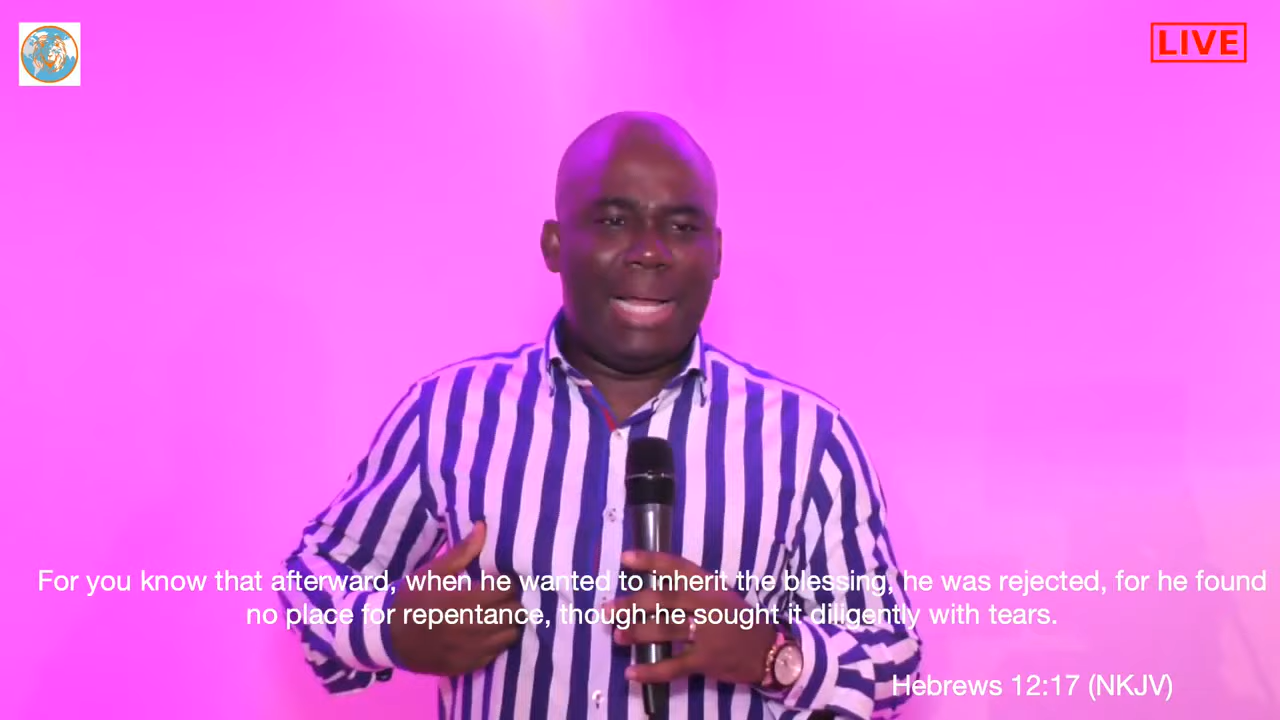 LIVE
For you know that afterward, when he wanted to inherit the blessing, he was rejected, for he found
no place for repentance, though he sought it diligently with tears.
Hebrews 12:17 (NKJV)